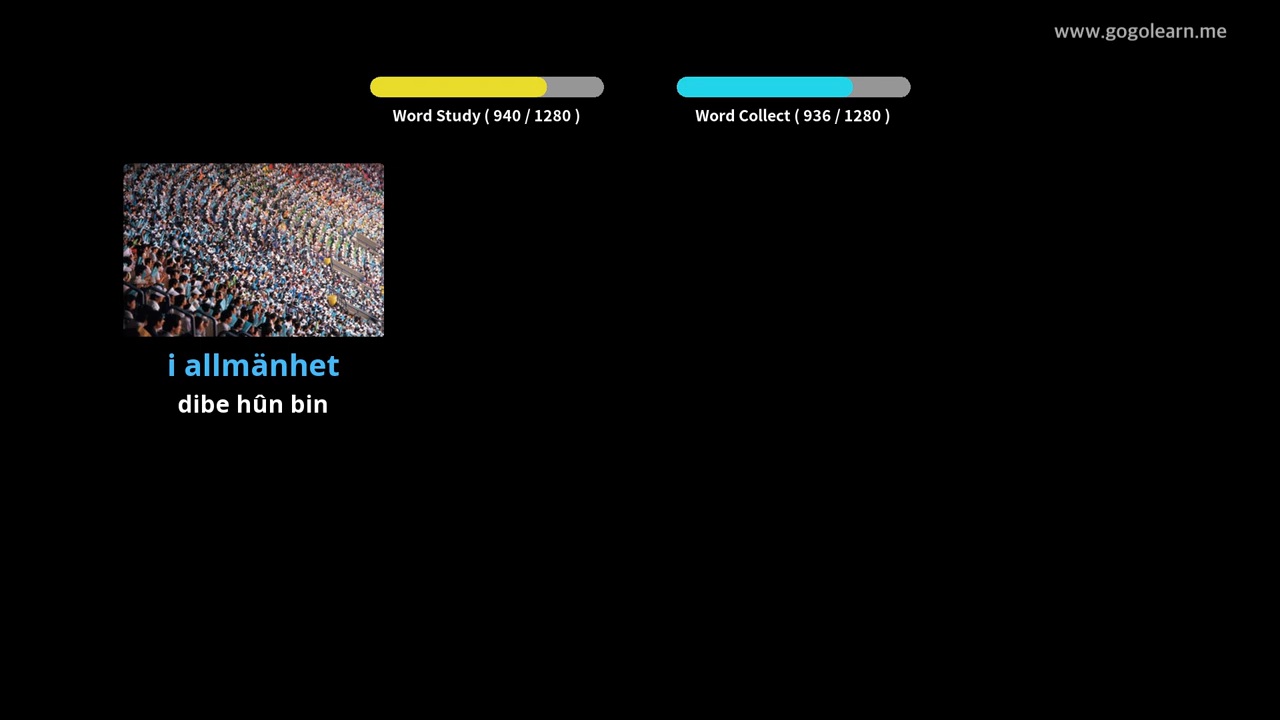 www.gogolearn.me
Word Study ( 940 / 1280 )
Word Collect ( 936 / 1280 )
i allmänhet
dibe hûn bin